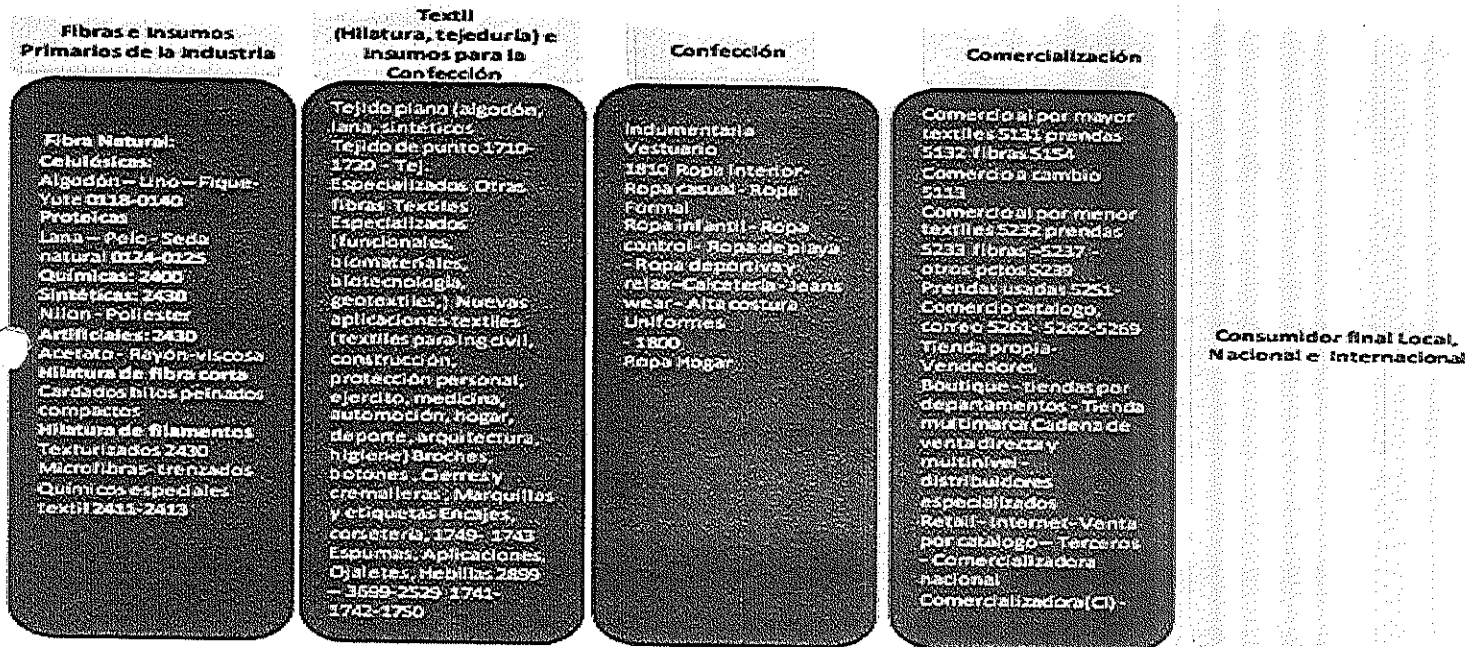 Fibras e Insumos
Primarios de la Industria
Fibra Natural:
Celulósicas:
Algodón – Lino – Fique-
Yute 0118-0140
Proteicas
Lana – Pelo – Seda
natural 0124-0125
Químicas: 2400
Sintéticas: 2430
Nilon - Poliester
Artificiales: 2430
Acetato - Rayón-viscosa
Hilatura de fibra corta
Cardados hilos peinados
compactos
Hilatura de filamentos
Texturizados 2430
Microfibras- trenzados
Químicos especiales
textil 2411-2413
Textil
(Hilatura, tejeduría) e
Insumos para la
Confección
Tejido plano (algodón,
lana, sintéticos
Tejido de punto 1710-
1720 – Tej.
Especializados, Otras
fibras Textiles
Especializados
(funcionales,
biomateriales,
biotecnología,
geotextiles,) Nuevas
aplicaciones textiles
(textiles para ing civil,
construcción,
protección personal,
ejercito, medicina,
automoción, hogar,
deporte, arquitectura,
higiene) Broches,
botones, Cierres y
cremalleras, Marquillas
y etiquetas Encajes,
corsetería, 1749- 1743
Espumas, Aplicaciones,
Ojaletes, Hebillas 2899
– 3699-2529 1741-
1742-1750
Confección
Indumentaria
Vestuario
1810 Ropa interior-
Ropa casual - Ropa
Formal
Ropa infantil - Ropa
control - Ropa de playa
- Ropa deportiva y
relax – Calcetería - Jeans
wear – Alta costura
Uniformes
- 1800
Ropa Hogar
Comercialización
Comercio al por mayor
textiles 5131 prendas
5132 fibras 5154
Comercio a cambio
5113
Comercio al por menor
textiles 5232 prendas
5233 fibras – 5237 -
otros pctos 5239
Prendas usadas 5251-
Comercio catalogo,
correo 5261- 5262-5269
Tienda propia-
Vendedores
Boutique – tiendas por
departamentos - Tienda
multimarca Cadena de
venta directa y
multinivel -
distribuidores
especializados
Retail - Internet - Venta
por catalogo – Terceros
- Comercializadora
nacional
Comercializadora(CI) -
Consumidor final Local,
Nacional e Internacional